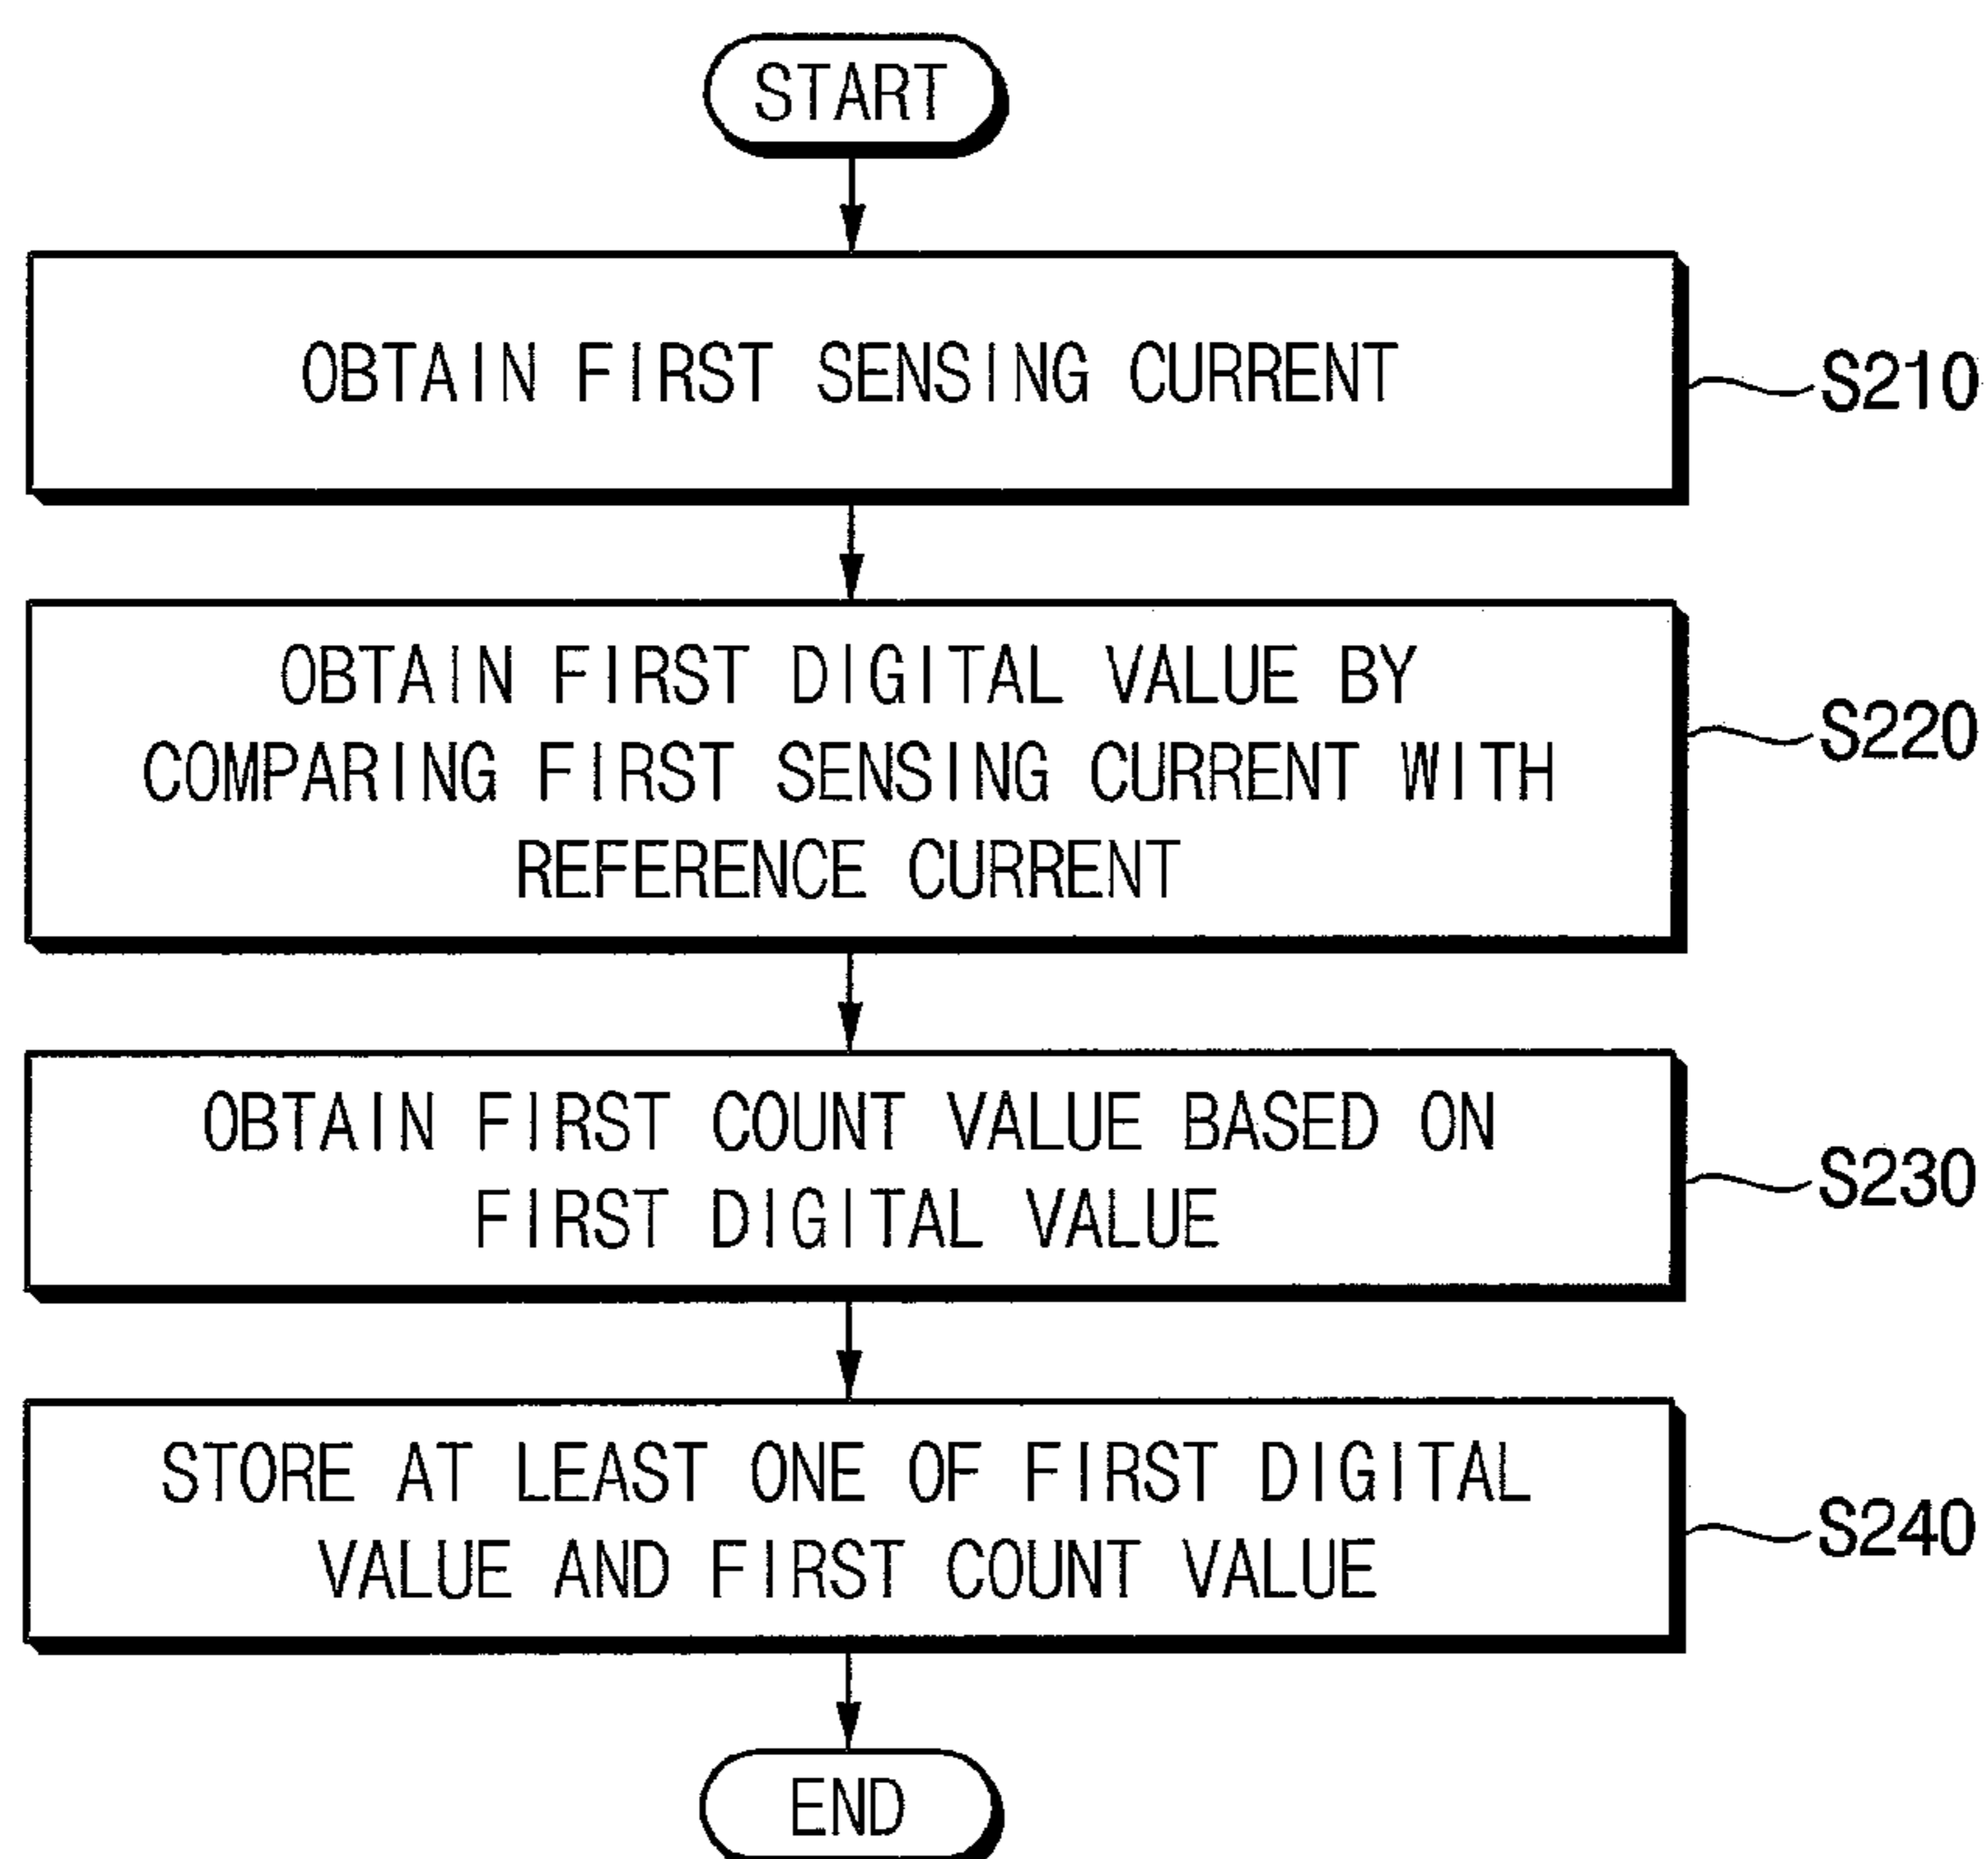 START
OBTAIN FIRST SENSING CURRENT
S210
OBTAIN FIRST DIGITAL VALUE BY
COMPARING FIRST SENSING CURRENT WITH
REFERENCE CURRENT
S220
OBTAIN FIRST COUNT VALUE BASED ON
FIRST DIGITAL VALUE
S230
STORE AT LEAST ONE OF FIRST DIGITAL
VALUE AND FIRST COUNT VALUE
S240
END